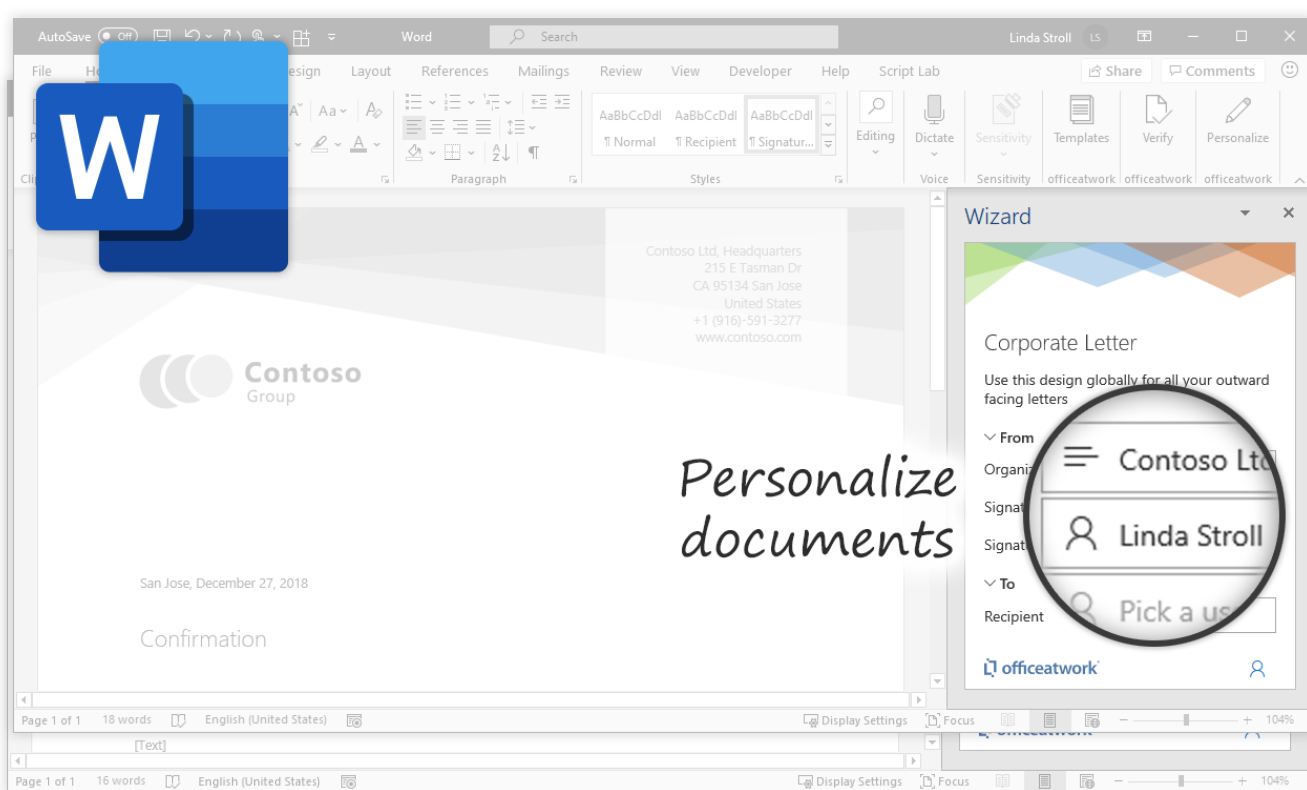 AutoSave Off Word Search Linda Stroll LS
File Layout References Mailings Review View Developer Help Script Lab Share Comments
W
Aa A
AaBbCcDdI AaBbCcDdI AaBbCcDdI
¶ Normal ¶ Recipient ¶ Signatur...
Editing Dictate Sensitivity Templates Verify Personalize
Paragraph Styles Voice Sensitivity officeatwork officeatwork officeatwork
Contoso Ltd, Headquarters
215 E Tasman Dr
CA 95134 San Jose
United States
+1 (916)-591-3277
www.contoso.com
Contoso
Group
Personalize
documents
San Jose, December 27, 2018
Confirmation
Wizard
Corporate Letter
Use this design globally for all your outward
facing letters
From
Contoso Ltd
Linda Stroll
To
Recipient Pick a us
officeatwork
Page 1 of 1 18 words English (United States) Display Settings Focus 104%
[Text]
Page 1 of 1 16 words English (United States) Display Settings Focus 104%